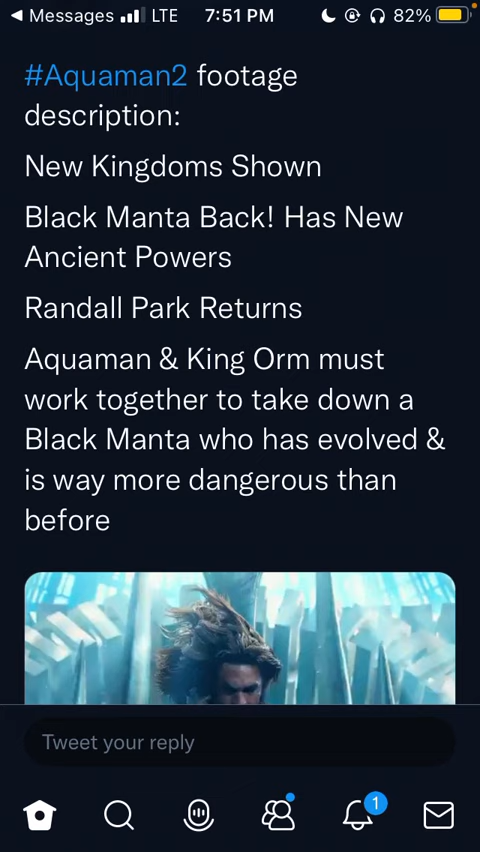 Messages LTE 7:51 PM 82%
#Aquaman2 footage
description:
New Kingdoms Shown
Black Manta Back! Has New
Ancient Powers
Randall Park Returns
Aquaman & King Orm must
work together to take down a
Black Manta who has evolved &
is way more dangerous than
before
Tweet your reply
1